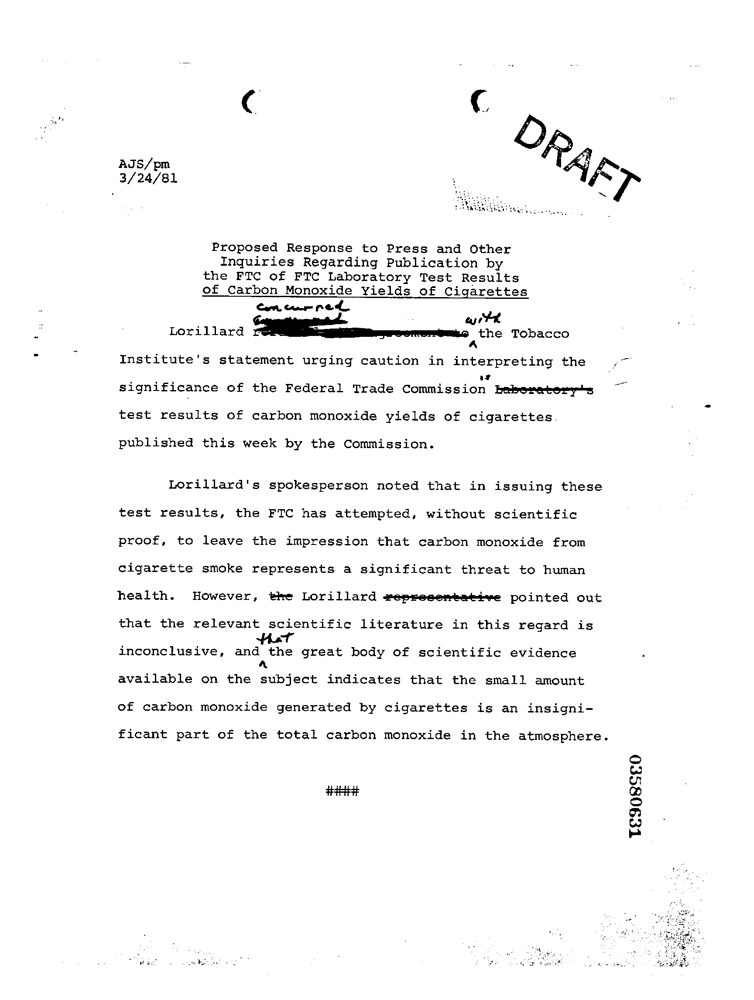 DRAFT
AJS/pm
3/24/81
Proposed Response to Press and Other
Inquiries Regarding Publication by
the FTC of FTC Laboratory Test Results
of Carbon Monoxide Yields of Cigarettes
concurred
with
Lorillard the Tobacco
Institute's statement urging caution in interpreting the
's
significance of the Federal Trade Commission Laboratory's
test results of carbon monoxide yields of cigarettes
published this week by the Commission.
Lorillard's spokesperson noted that in issuing these
test results, the FTC has attempted, without scientific
proof, to leave the impression that carbon monoxide from
cigarette smoke represents a significant threat to human
health. However, the Lorillard representative pointed out
that the relevant scientific literature in this regard is
that
inconclusive, and the great body of scientific evidence
available on the subject indicates that the small amount
of carbon monoxide generated by cigarettes is an insigni-
ficant part of the total carbon monoxide in the atmosphere.
####
03580631